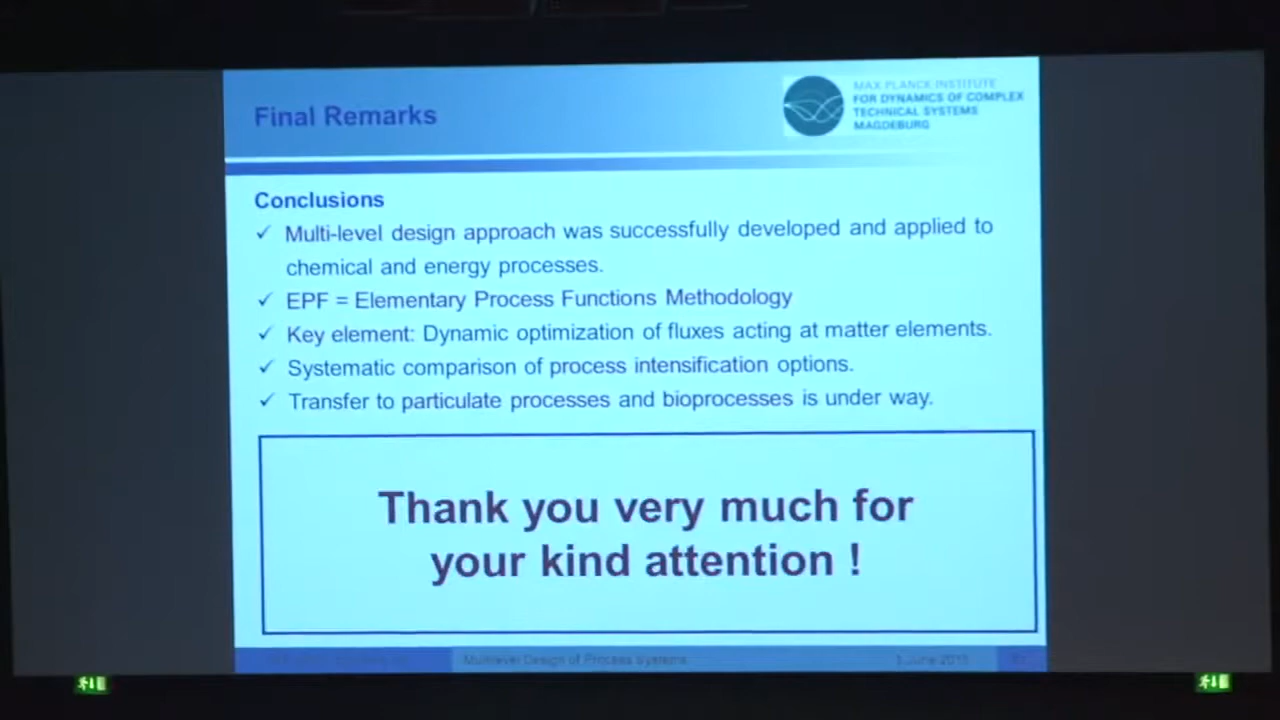 Final Remarks
MAX PLANCK INSTITUTE
FOR DYNAMICS OF COMPLEX
TECHNICAL SYSTEMS
MAGDEBURG
Conclusions
✓ Multi-level design approach was successfully developed and applied to
chemical and energy processes.
✓ EPF = Elementary Process Functions Methodology
✓ Key element: Dynamic optimization of fluxes acting at matter elements.
✓ Systematic comparison of process intensification options.
✓ Transfer to particulate processes and bioprocesses is under way.
Thank you very much for
your kind attention !
Multilevel Design of Process Systems
June